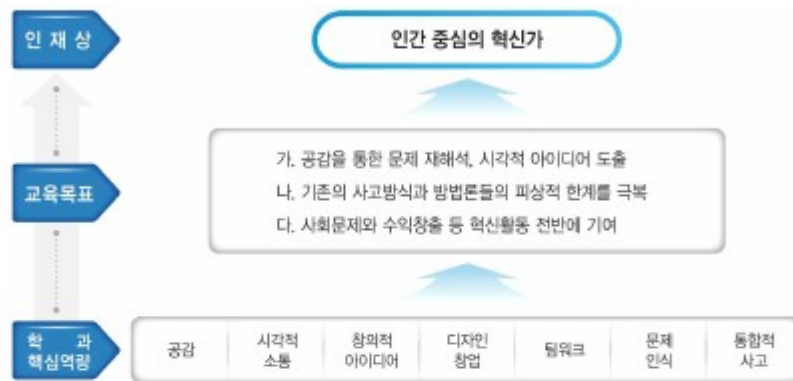 인 재 상
인간 중심의 혁신가
교육목표
가. 공감을 통한 문제 재해석, 시각적 아이디어 도출
나. 기존의 사고방식과 방법론들의 피상적 한계를 극복
다. 사회문제와 수익창출 등 혁신활동 전반에 기여
학 과
핵심역량
공감
시각적
소통
창의적
아이디어
디자인
창업
팀워크
문제
인식
통합적
사고